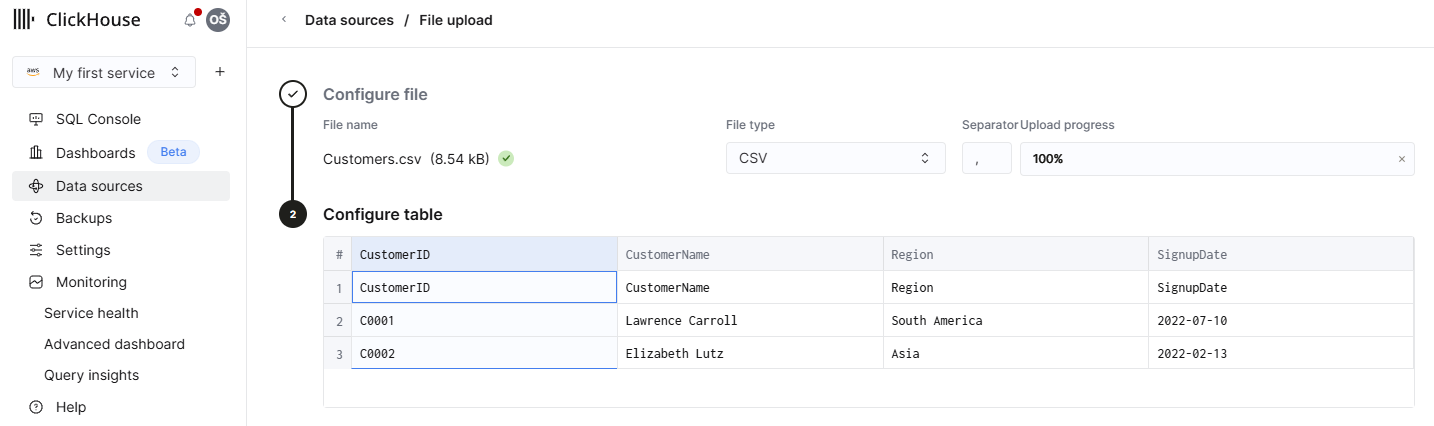 ClickHouse
OŠ
aws My first service +
SQL Console
Dashboards Beta
Data sources
Backups
Settings
Monitoring
Service health
Advanced dashboard
Query insights
Help
Data sources / File upload
Configure file
File name File type Separator Upload progress
Customers.csv (8.54 kB) CSV , 100% ×
2 Configure table
# CustomerID CustomerName Region SignupDate
1 CustomerID CustomerName Region SignupDate
2 C0001 Lawrence Carroll South America 2022-07-10
3 C0002 Elizabeth Lutz Asia 2022-02-13